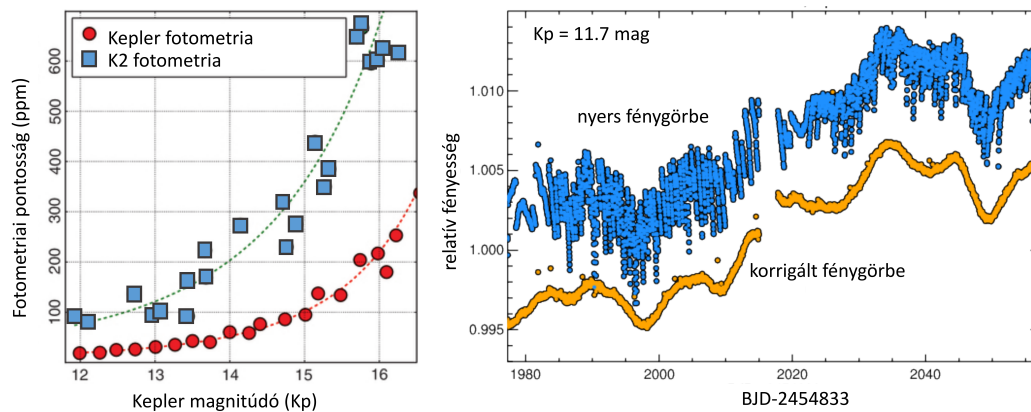 Kepler fotometria
K2 fotometria
Fotometriai pontosság (ppm)
600
500
400
300
200
100
12
13
14
15
16
Kepler magnitúdó (Kp)
Kp = 11.7 mag
nyers fénygörbe
korrigált fénygörbe
relatív fényesség
1.010
1.005
1.000
0.995
1980
2000
2020
2040
BJD-2454833